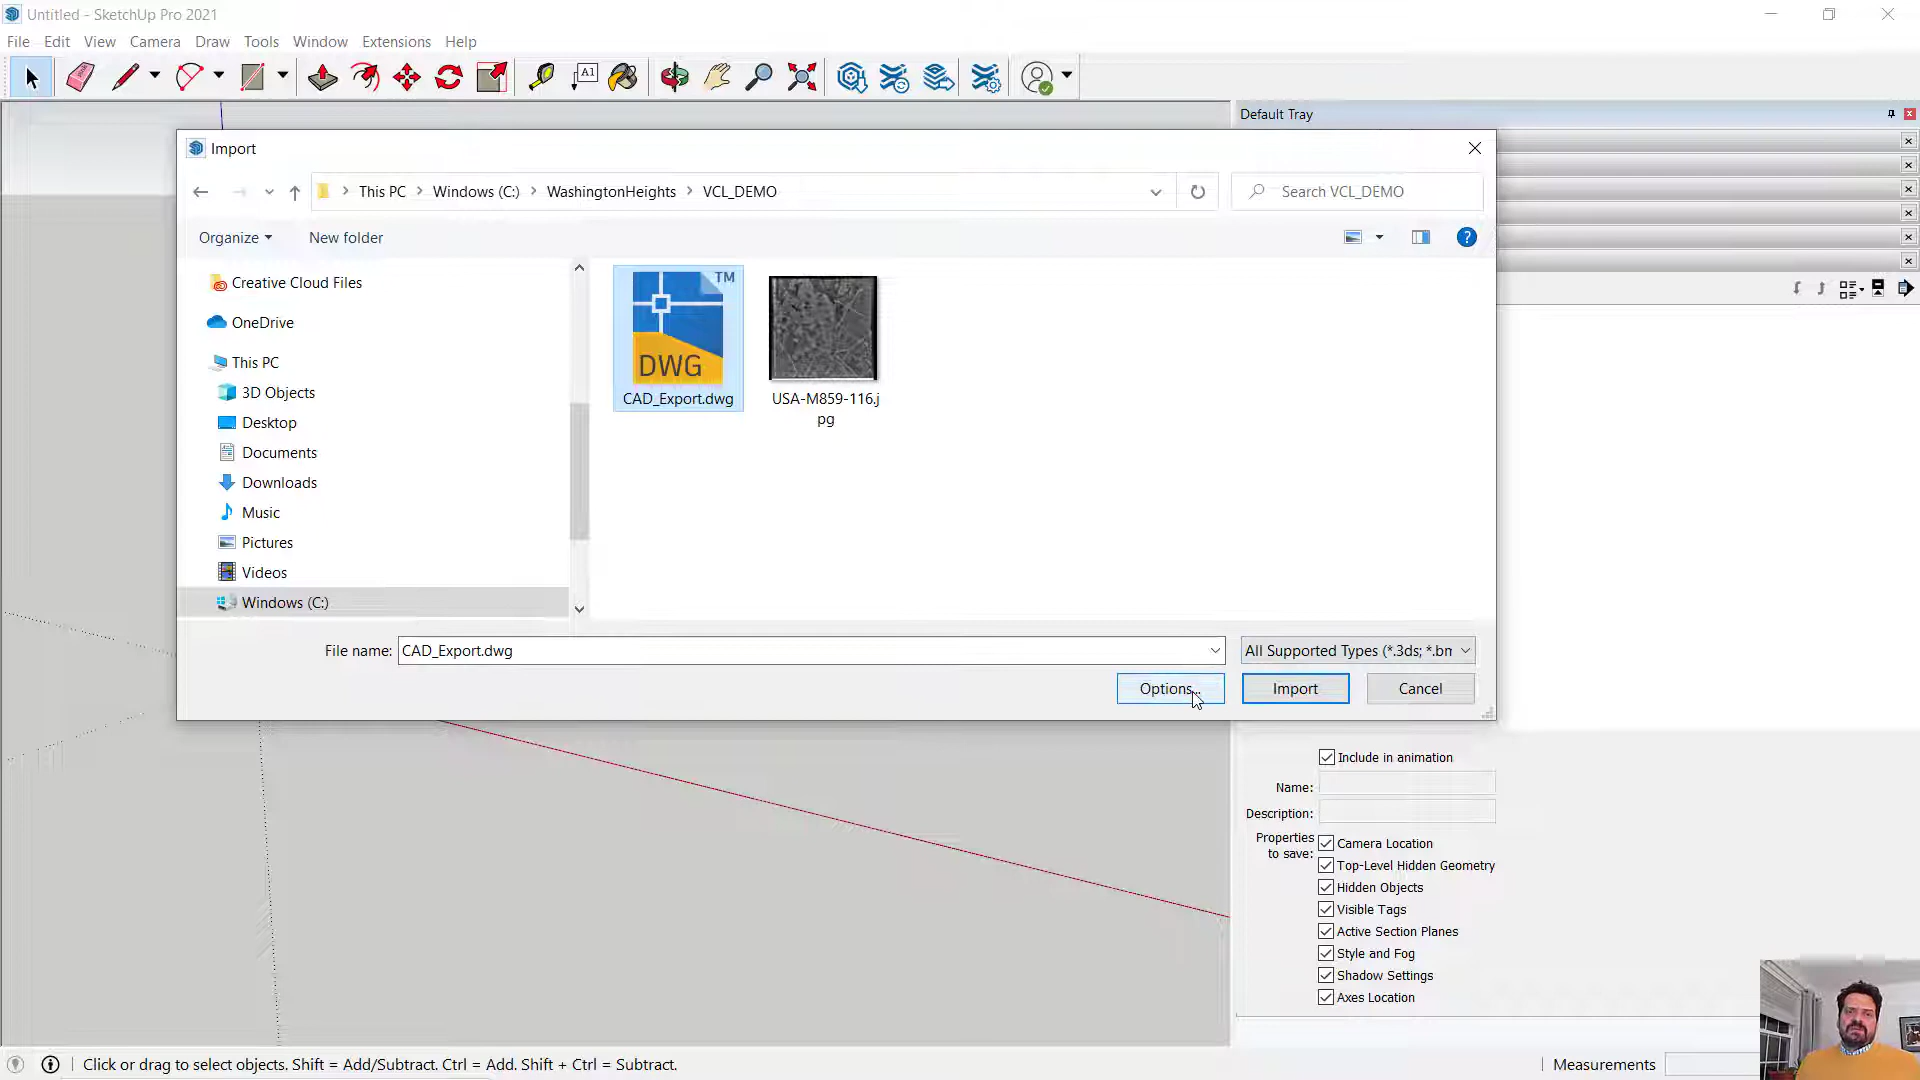 Untitled - SketchUp Pro 2021
File Edit View Camera Draw Tools Window Extensions Help
A1
Default Tray
Import
This PC Windows (C:) WashingtonHeights VCL_DEMO
Search VCL_DEMO
Organize New folder
?
Creative Cloud Files
OneDrive
This PC
3D Objects
Desktop
Documents
Downloads
Music
Pictures
Videos
Windows (C:)
TM
DWG
CAD_Export.dwg
USA-M859-116.j
pg
File name: CAD_Export.dwg
All Supported Types (*.3ds; *.bm
Options...
Import
Cancel
Include in animation
Name:
Description:
Properties
to save:
Camera Location
Top-Level Hidden Geometry
Hidden Objects
Visible Tags
Active Section Planes
Style and Fog
Shadow Settings
Axes Location
Click or drag to select objects. Shift = Add/Subtract. Ctrl = Add. Shift + Ctrl = Subtract.
Measurements